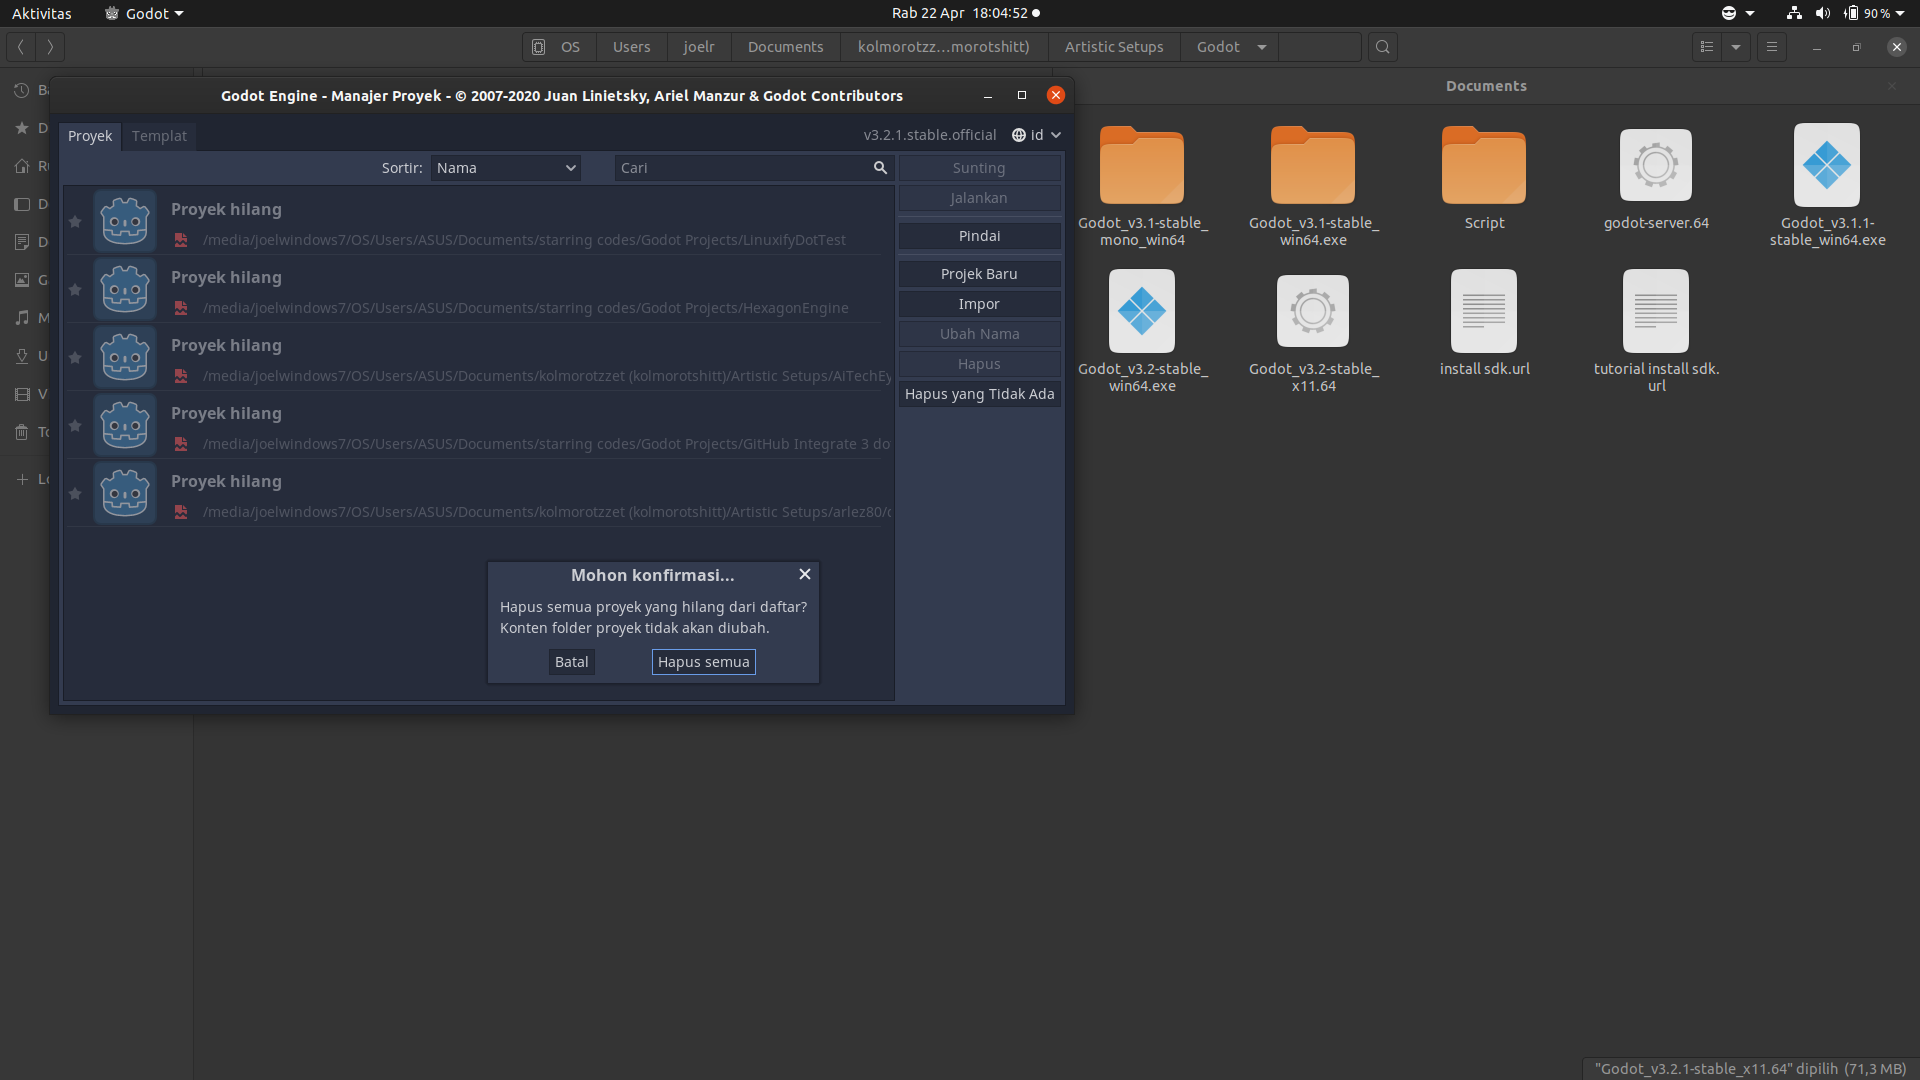 Aktivitas
Godot
Rab 22 Apr 18:04:52
90 %
OS
Users
joelr
Documents
kolmorotzz…morotshitt)
Artistic Setups
Godot
Documents
Godot Engine - Manajer Proyek - © 2007-2020 Juan Linietsky, Ariel Manzur & Godot Contributors
Proyek
Templat
v3.2.1.stable.official
id
Sortir:
Nama
Cari
Proyek hilang
/media/joelwindows7/OS/Users/ASUS/Documents/starring codes/Godot Projects/LinuxifyDotTest
Proyek hilang
/media/joelwindows7/OS/Users/ASUS/Documents/starring codes/Godot Projects/HexagonEngine
Proyek hilang
/media/joelwindows7/OS/Users/ASUS/Documents/kolmorotzzet (kolmorotshitt)/Artistic Setups/AiTechEy
Proyek hilang
/media/joelwindows7/OS/Users/ASUS/Documents/starring codes/Godot Projects/GitHub Integrate 3 do
Proyek hilang
/media/joelwindows7/OS/Users/ASUS/Documents/kolmorotzzet (kolmorotshitt)/Artistic Setups/arlez80/
Sunting
Jalankan
Pindai
Projek Baru
Impor
Ubah Nama
Hapus
Hapus yang Tidak Ada
Mohon konfirmasi...
Hapus semua proyek yang hilang dari daftar?
Konten folder proyek tidak akan diubah.
Batal
Hapus semua
Godot_v3.1-stable_
mono_win64
Godot_v3.1-stable_
win64.exe
Script
godot-server.64
Godot_v3.1.1-
stable_win64.exe
Godot_v3.2-stable_
win64.exe
Godot_v3.2-stable_
x11.64
install sdk.url
tutorial install sdk.
url
"Godot_v3.2.1-stable_x11.64" dipilih (71,3 MB)